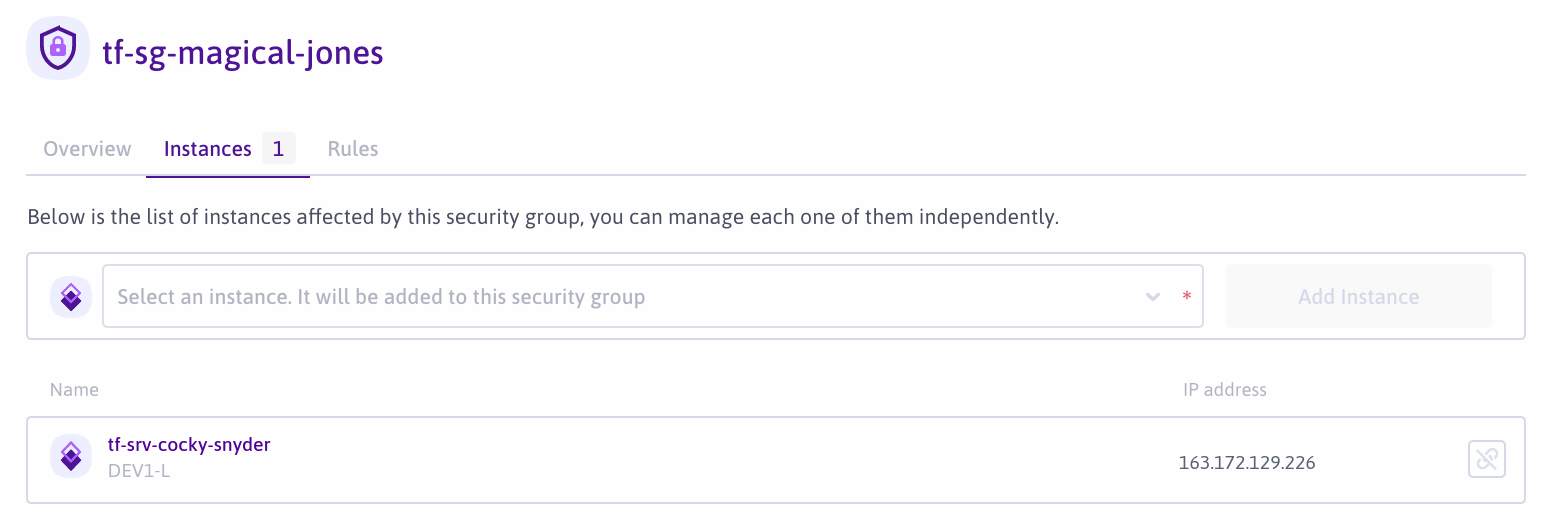 tf-sg-magical-jones
Overview Instances 1 Rules
Below is the list of instances affected by this security group, you can manage each one of them independently.
Select an instance. It will be added to this security group * Add Instance
Name IP address
tf-srv-cocky-snyder
DEV1-L
163.172.129.226